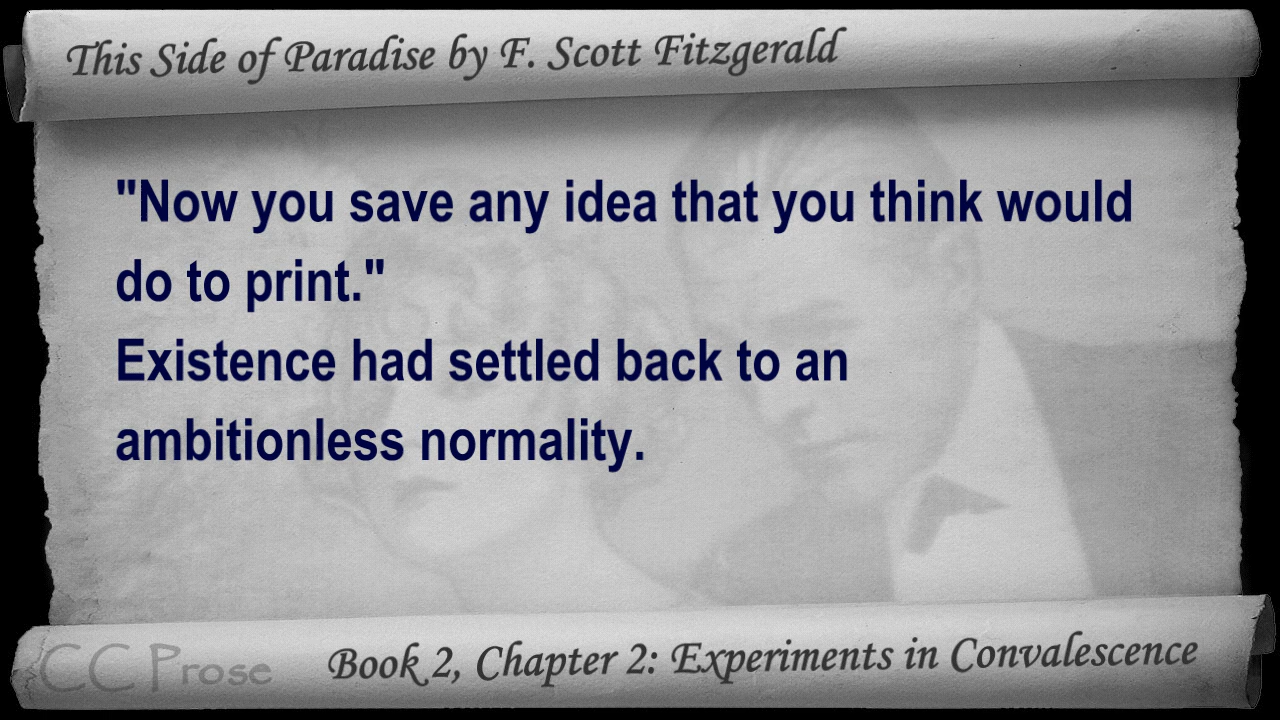 This Side of Paradise by F. Scott Fitzgerald
"Now you save any idea that you think would
do to print."
Existence had settled back to an
ambitionless normality.
CC Prose
Book 2, Chapter 2: Experiments in Convalescence